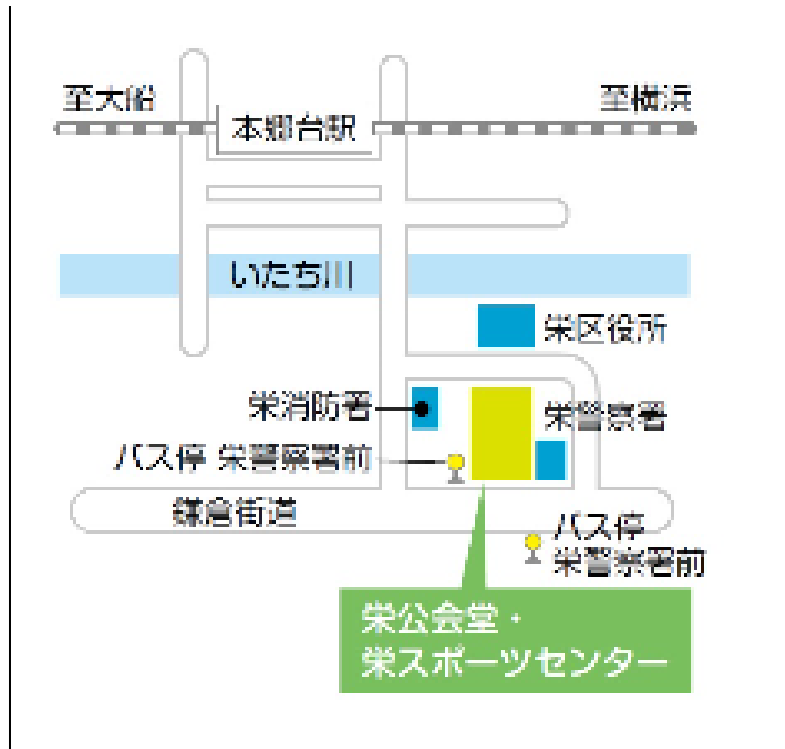 至大船
至横浜
本郷台駅
いたち川
栄区役所
栄消防署
栄警察署
バス停 栄警察署前
鎌倉街道
バス停
栄警察署前
栄公会堂・
栄スポーツセンター